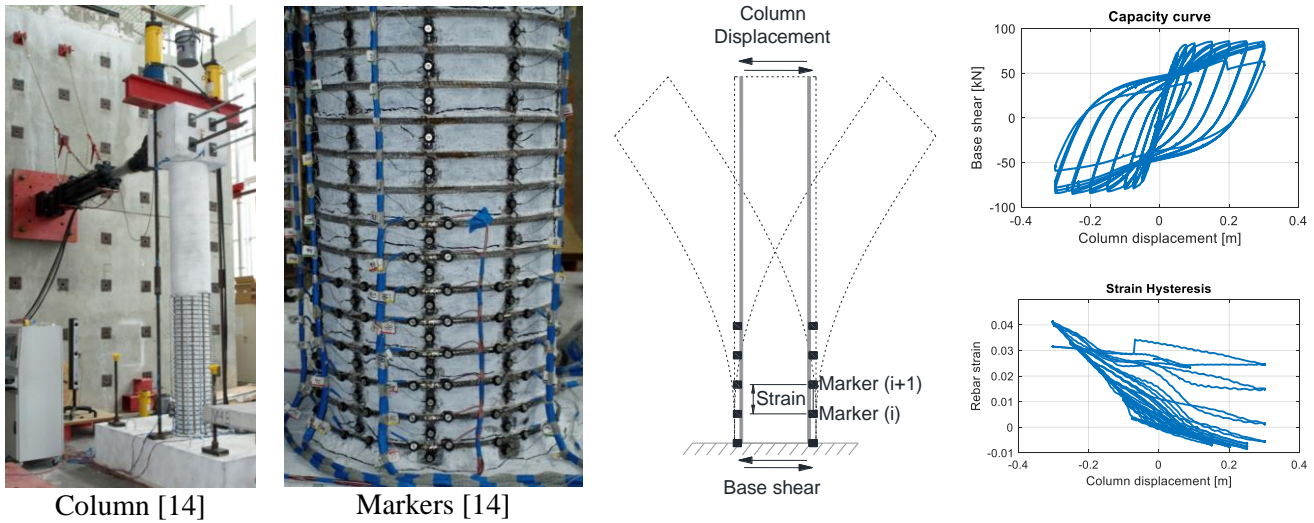 Column [14]
Markers [14]
Column
Displacement
Marker (i+1)
Strain
Marker (i)
Base shear
Capacity curve
Base shear [kN]
100
50
0
-50
-100
-0.4
-0.2
0
0.2
0.4
Column displacement [m]
Strain Hysteresis
Rebar strain
0.04
0.03
0.02
0.01
0
-0.01
-0.4
-0.2
0
0.2
0.4
Column displacement [m]